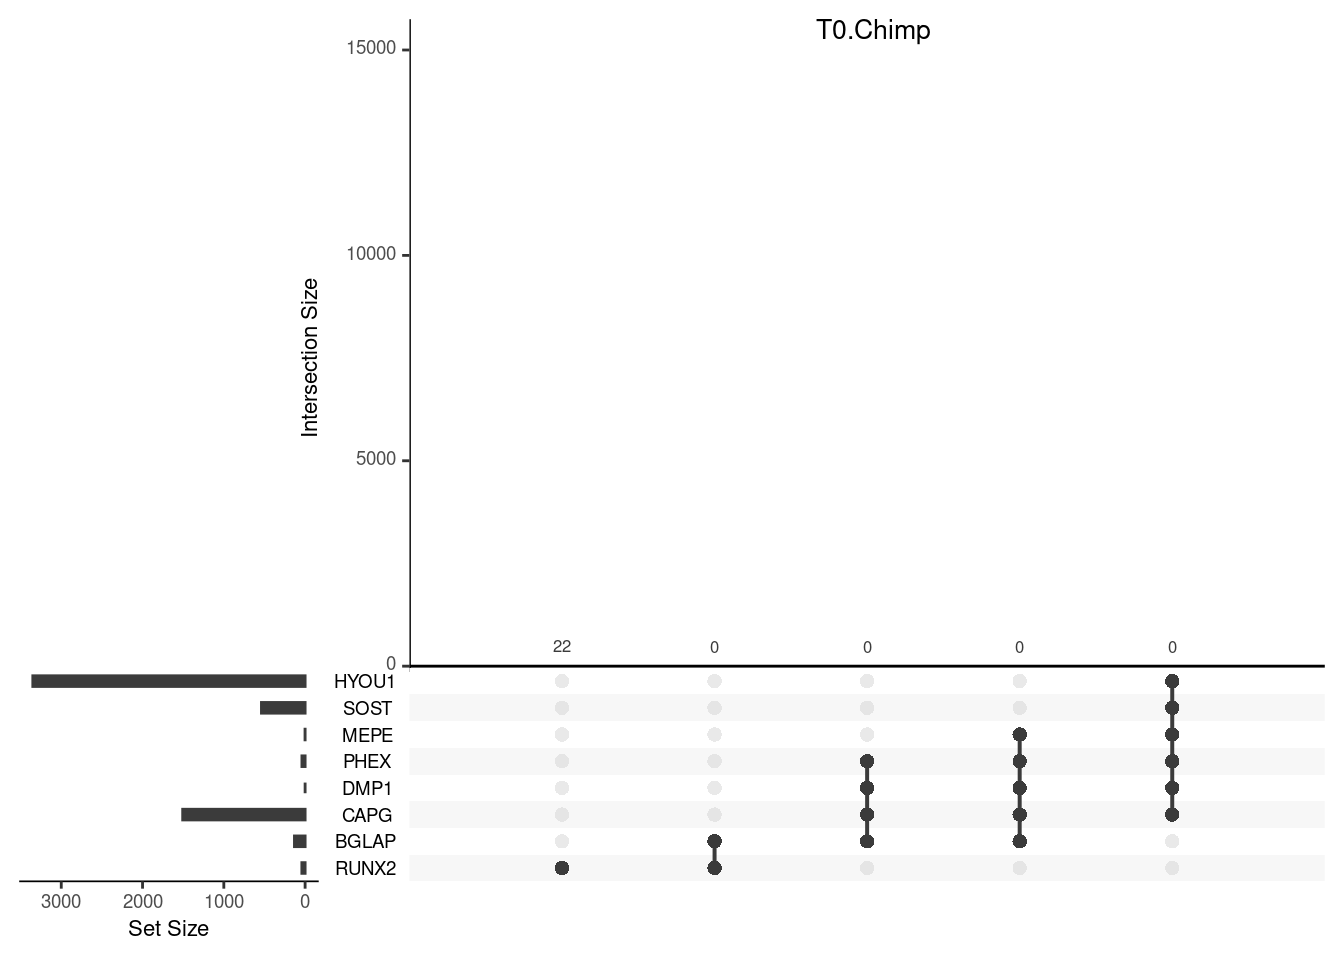 T0.Chimp
15000
10000
5000
0
Intersection Size
22 0 0 0 0
HYOU1
SOST
MEPE
PHEX
DMP1
CAPG
BGLAP
RUNX2
3000 2000 1000 0
Set Size